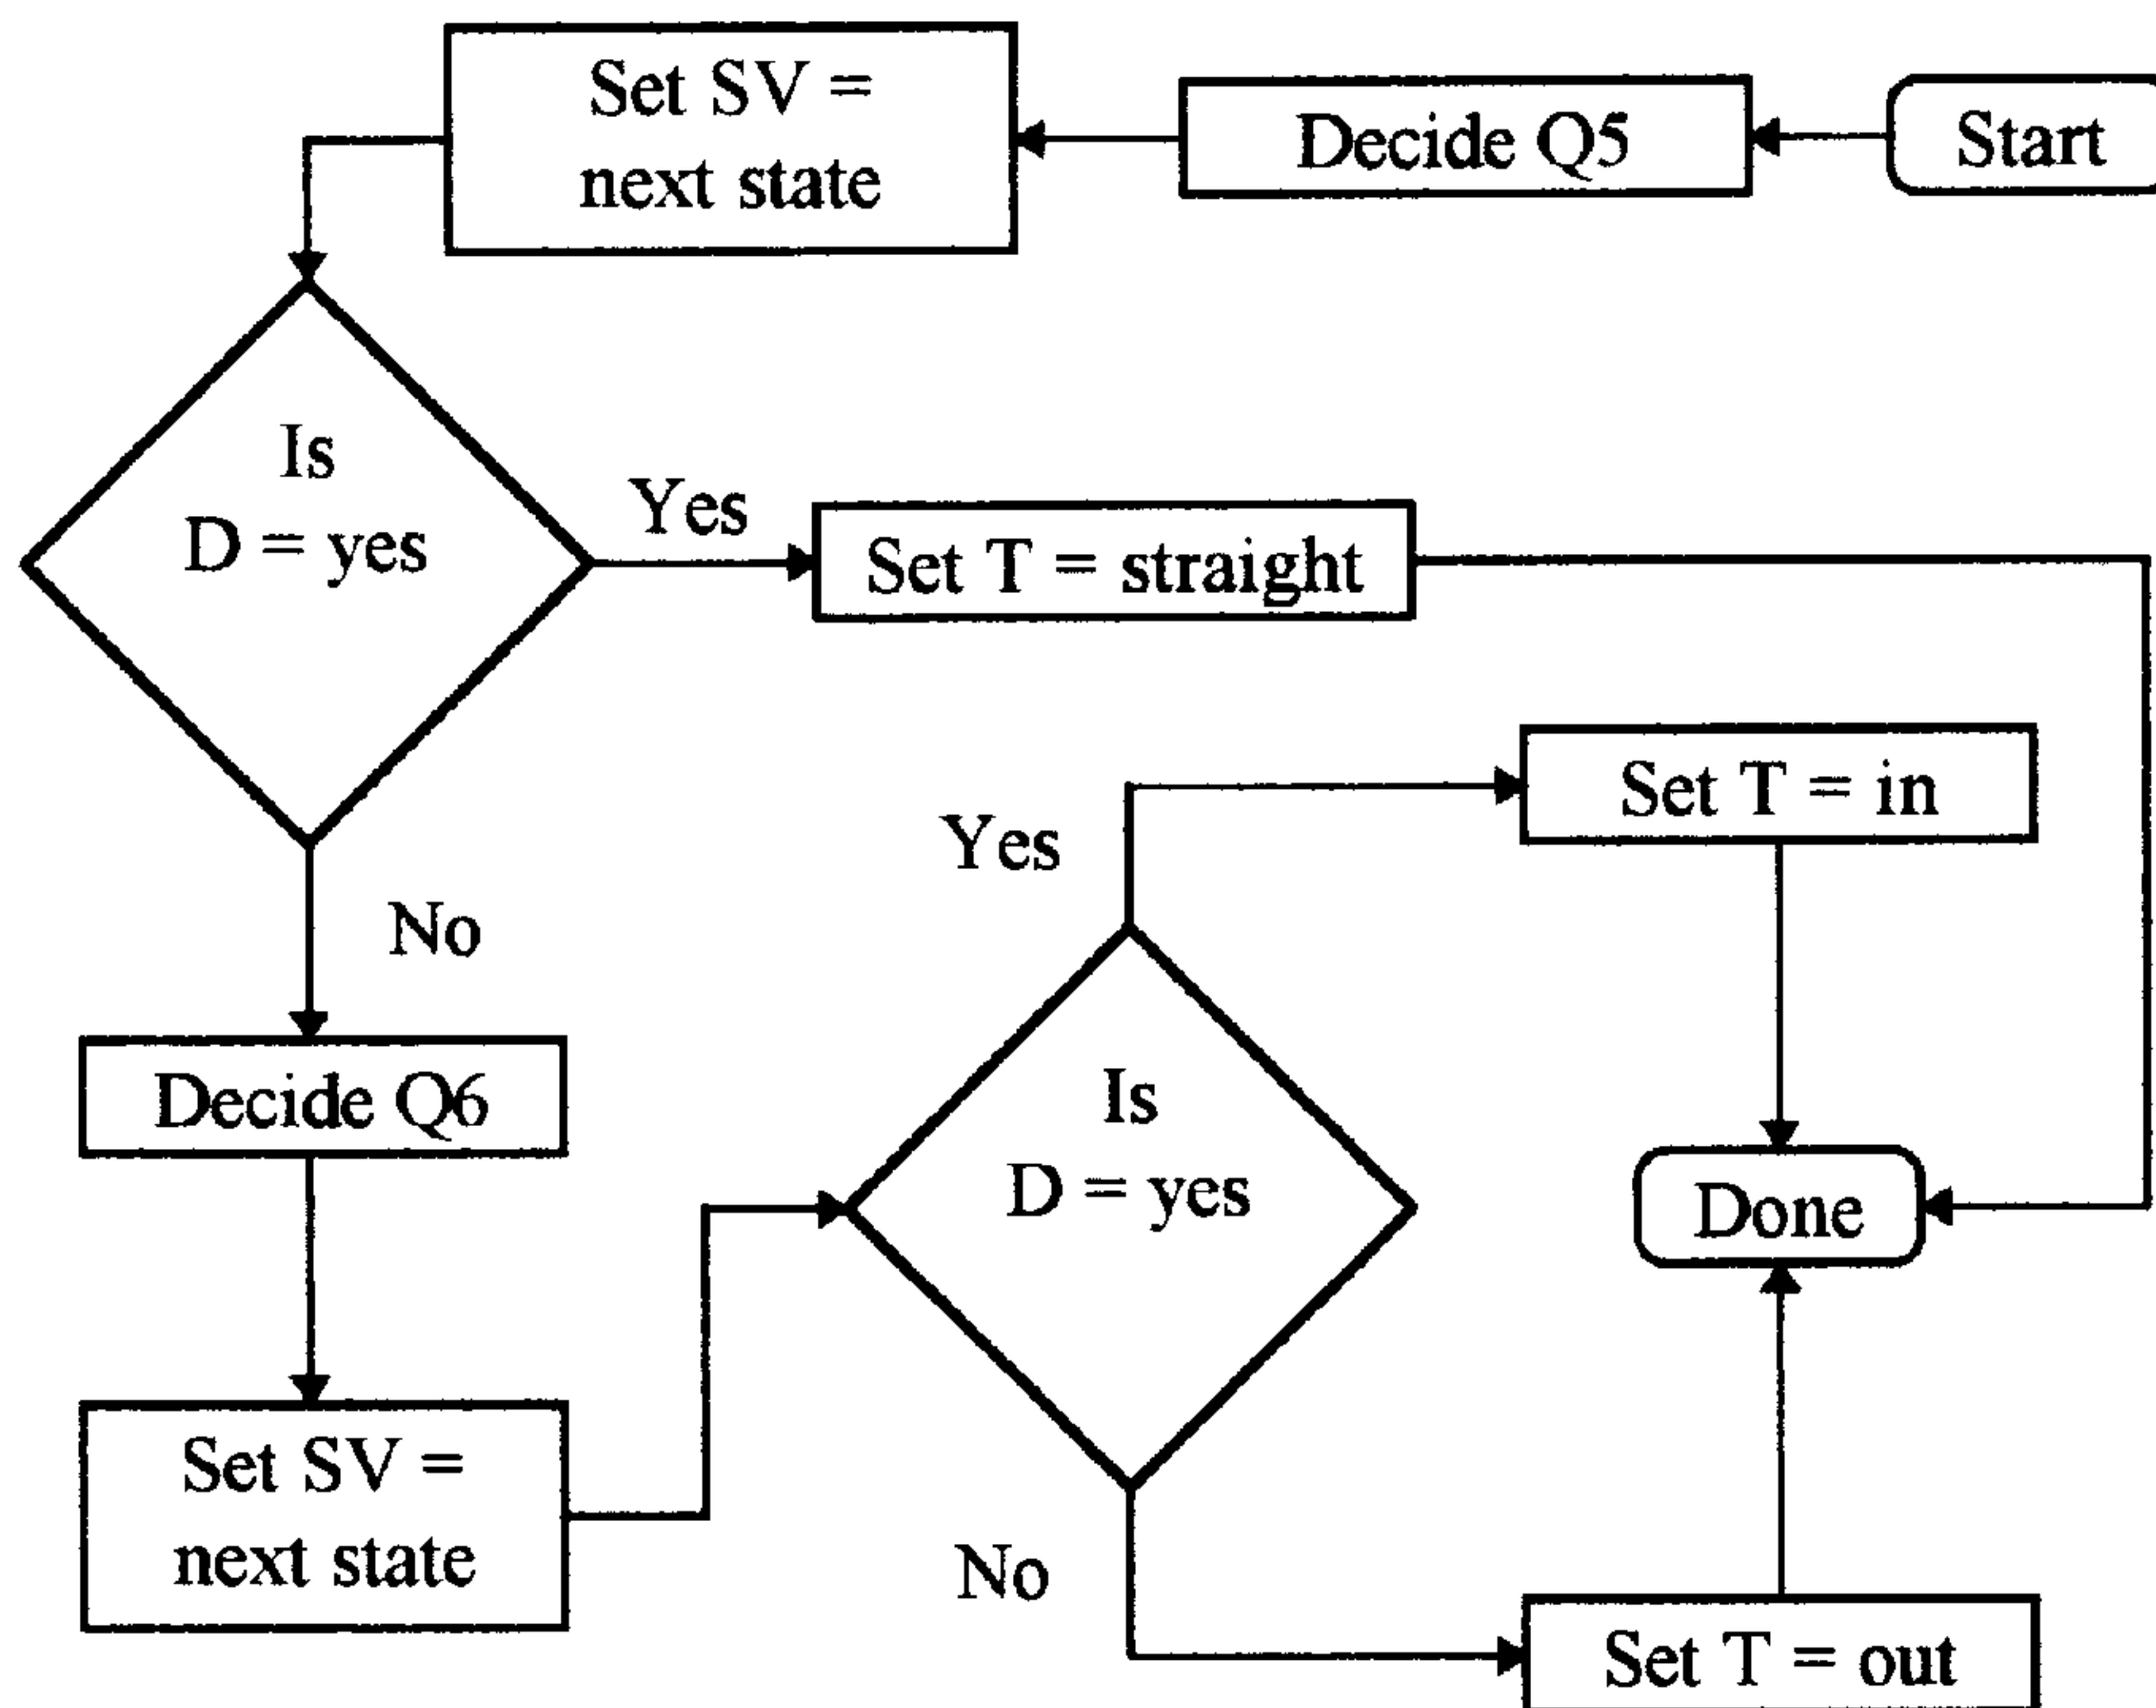 Start
Decide Q5
Set SV =
next state
Is
D = yes
Yes
Set T = straight
No
Decide Q6
Set SV =
next state
Is
D = yes
Yes
Set T = in
No
Set T = out
Done